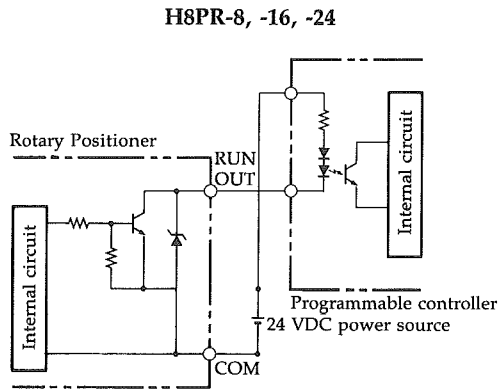 H8PR-8, -16, -24
Rotary Positioner
RUN
OUT
Internal circuit
Internal circuit
Programmable controller
24 VDC power source
COM